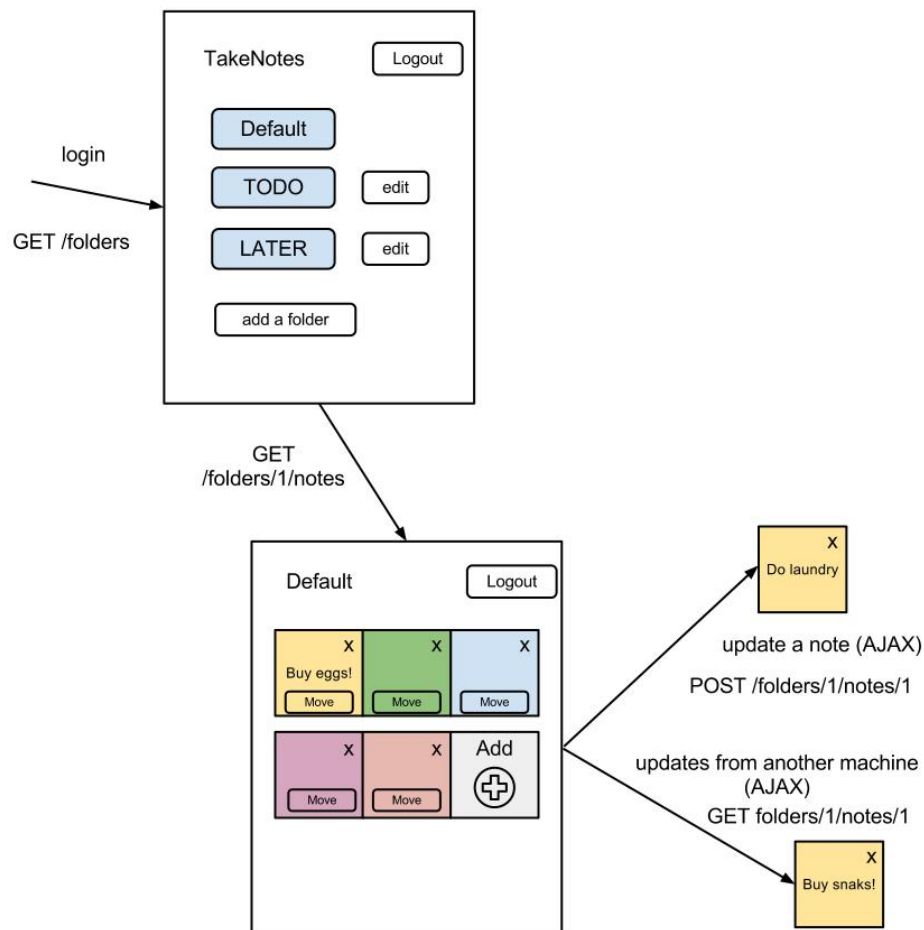 TakeNotes
Logout
Default
login
TODO
edit
GET /folders
LATER
edit
add a folder
GET
/folders/1/notes
Default
Logout
X
Do laundry
update a note (AJAX)
POST /folders/1/notes/1
X
X
X
Buy eggs!
Move
Move
Move
X
X
Add
Move
Move
updates from another machine
(AJAX)
GET folders/1/notes/1
X
Buy snaks!